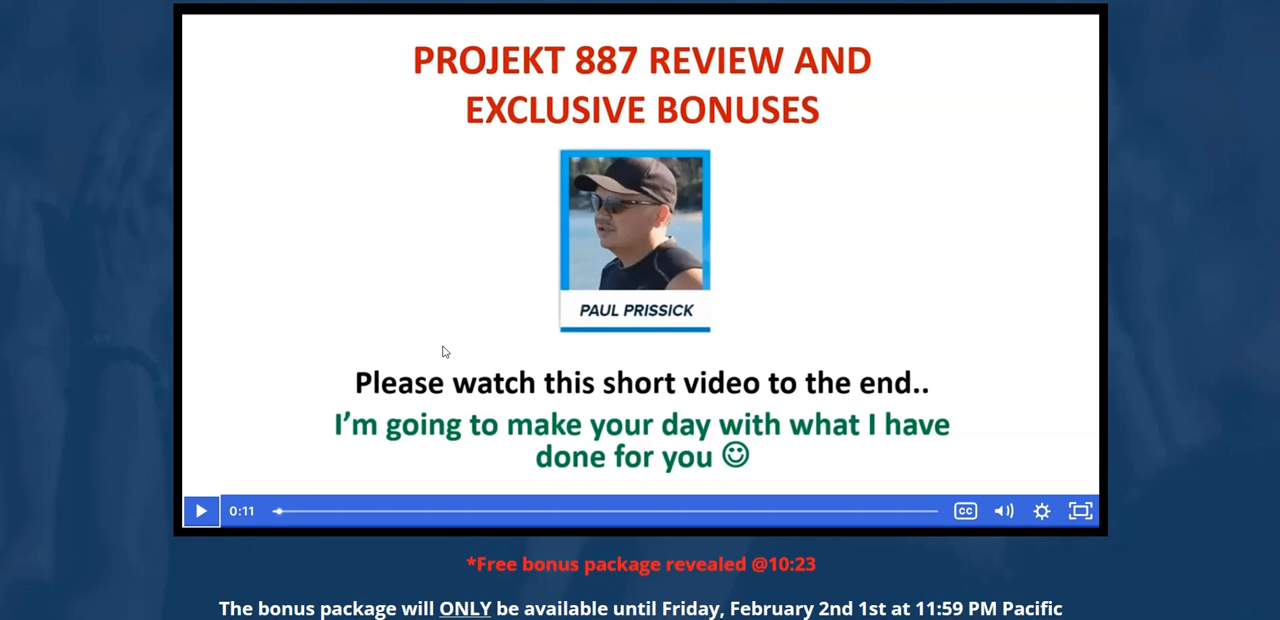 PROJEKT 887 REVIEW AND
EXCLUSIVE BONUSES
PAUL PRISSICK
Please watch this short video to the end..
I'm going to make your day with what I have
done for you ☺
0:11
CC
*Free bonus package revealed @10:23
The bonus package will ONLY be available until Friday, February 2nd 1st at 11:59 PM Pacific